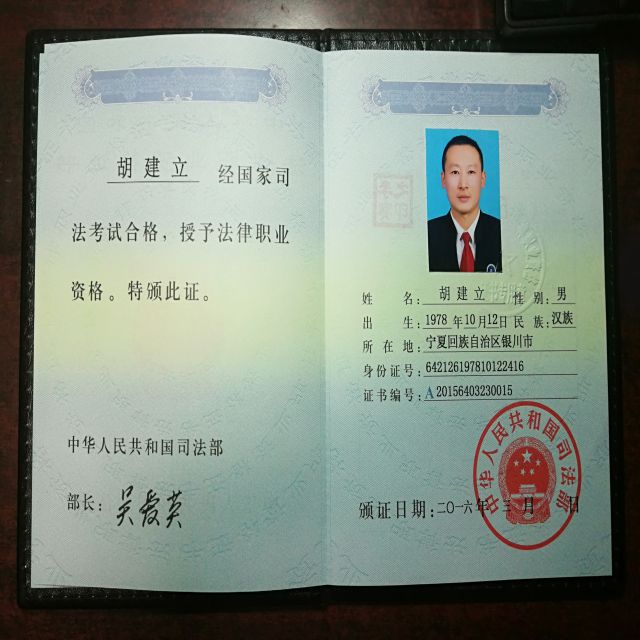 胡建立 经国家司
法考试合格，授予法律职业
资格。特颁此证。
中华人民共和国司法部
部长：吴爱英
姓 名：胡建立 性 别：男
出 生：1978 年10月12日 民 族：汉族
所 在 地：宁夏回族自治区银川市
身份证号：642126197810122416
证书编号：A 20156403230015
中华人民共和国司法部
颁证日期：二〇一六年 三 月 日